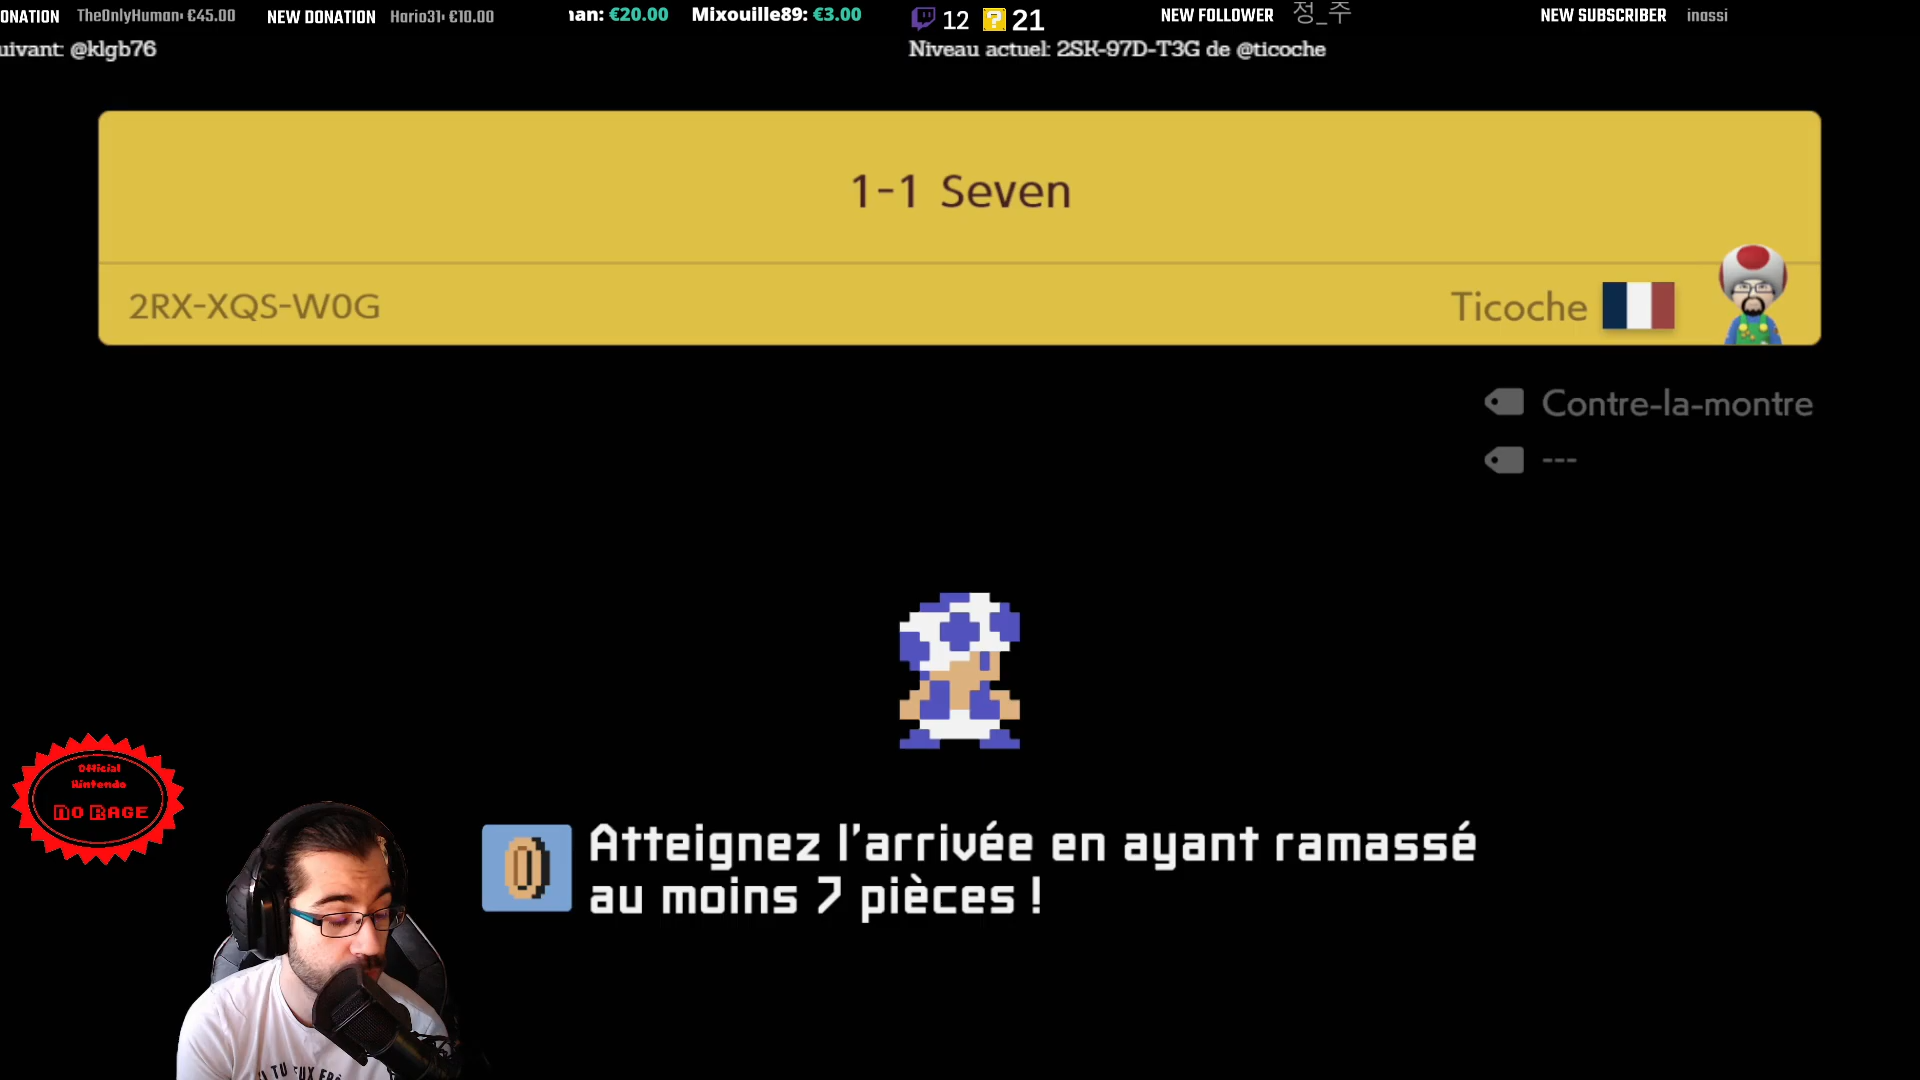 ONATION TheOnlyHuman: €45.00 NEW DONATION Hario31: €10.00 nan: €20.00 Mixouille89: €3.00 12 ? 21 NEW FOLLOWER 정_주 NEW SUBSCRIBER inassi
uivant: @klgb76 Niveau actuel: 2SK-97D-T3G de @ticoche
1-1 Seven
2RX-XQS-W0G Ticoche
Contre-la-montre
---
Official
Nintendo
No Rage
Atteignez l'arrivée en ayant ramassé
au moins 7 pièces !
TU